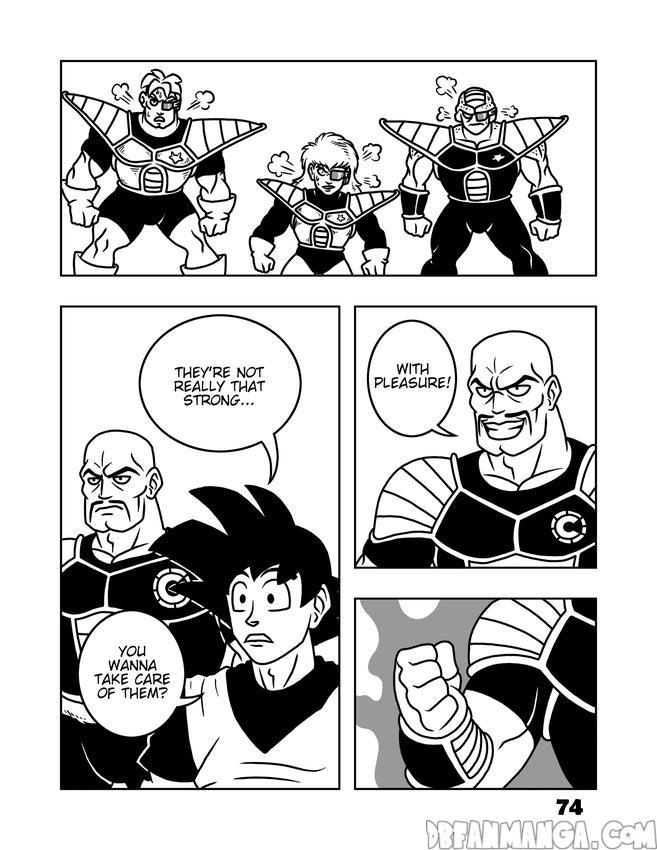 THEY'RE NOT
REALLY THAT
STRONG...
YOU
WANNA
TAKE CARE
OF THEM?
WITH
PLEASURE!
C
74
DBFANMANGA.COM